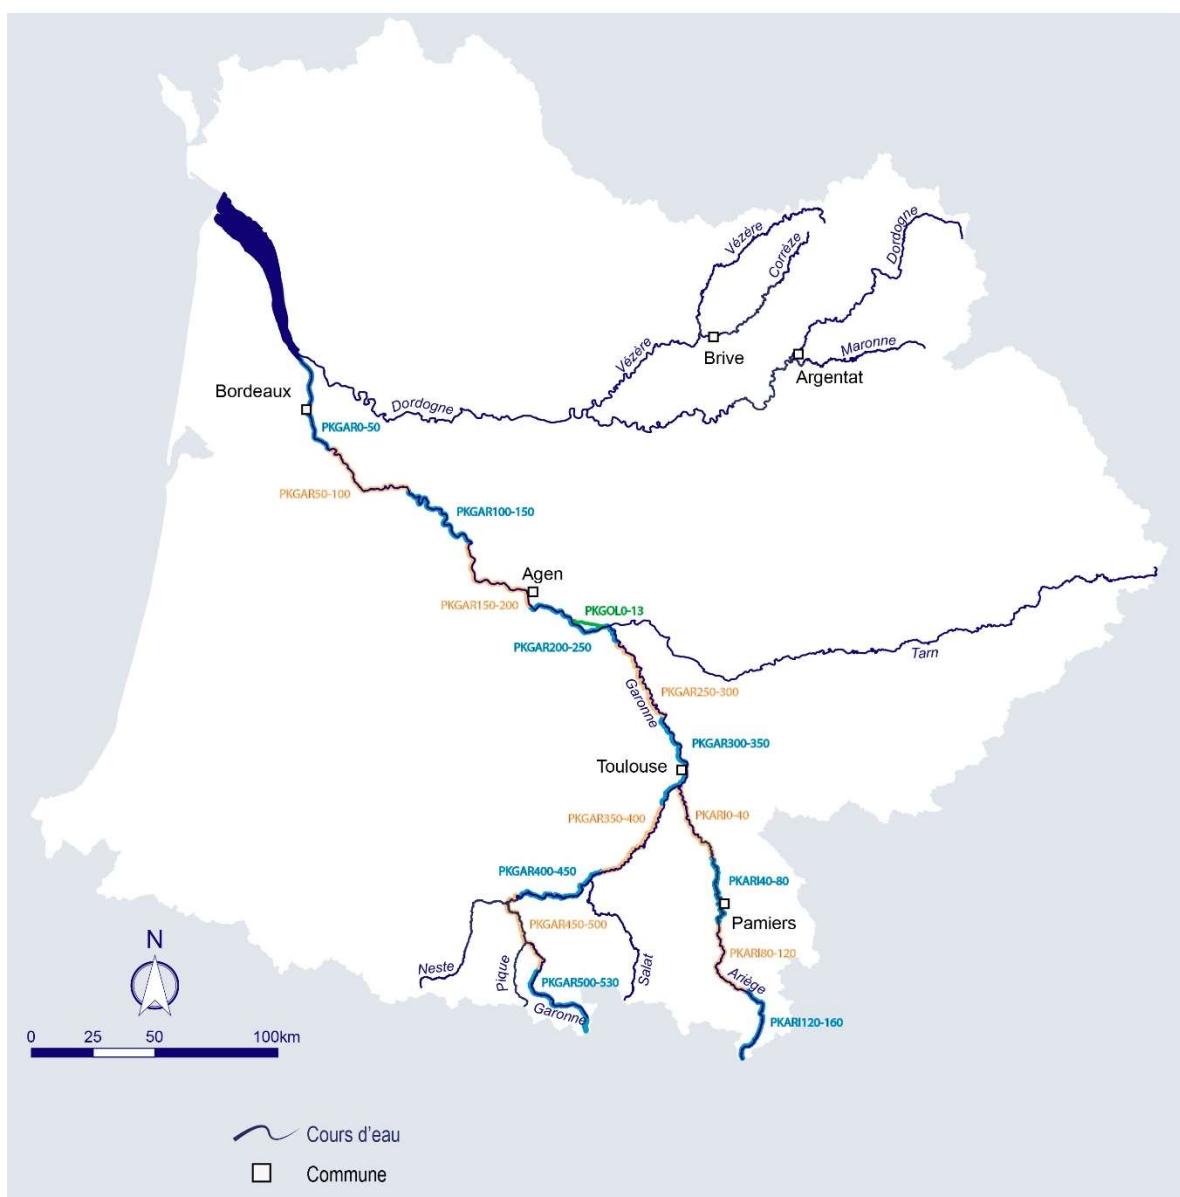 Vézère
Corrèze
Dordogne
Brive
Vézère
Maronne
Argentat
Bordeaux
Dordogne
PKGAR0-50
PKGAR50-100
PKGAR100-150
Agen
PKGAR150-200
PKGOL0-13
PKGAR200-250
Tarn
PKGAR250-300
Garonne
PKGAR300-350
Toulouse
PKGAR350-400
PKARI0-40
PKGAR400-450
PKARI40-80
Pamiers
PKGAR450-500
PKARI80-120
N
Neste
Pique
Salat
Ariége
PKGAR500-530
Garonne
PKARI120-160
0 25 50 100km
Cours d'eau
Commune